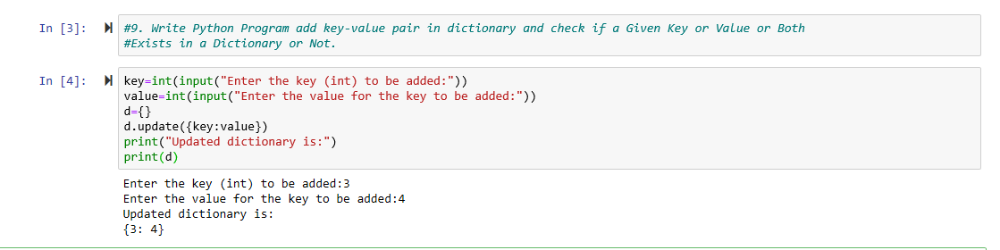 In [3]: #9. Write Python Program add key-value pair in dictionary and check if a Given Key or Value or Both
#Exists in a Dictionary or Not.
In [4]: key=int(input("Enter the key (int) to be added:"))
value=int(input("Enter the value for the key to be added:"))
d={}
d.update({key:value})
print("Updated dictionary is:")
print(d)
Enter the key (int) to be added:3
Enter the value for the key to be added:4
Updated dictionary is:
{3: 4}